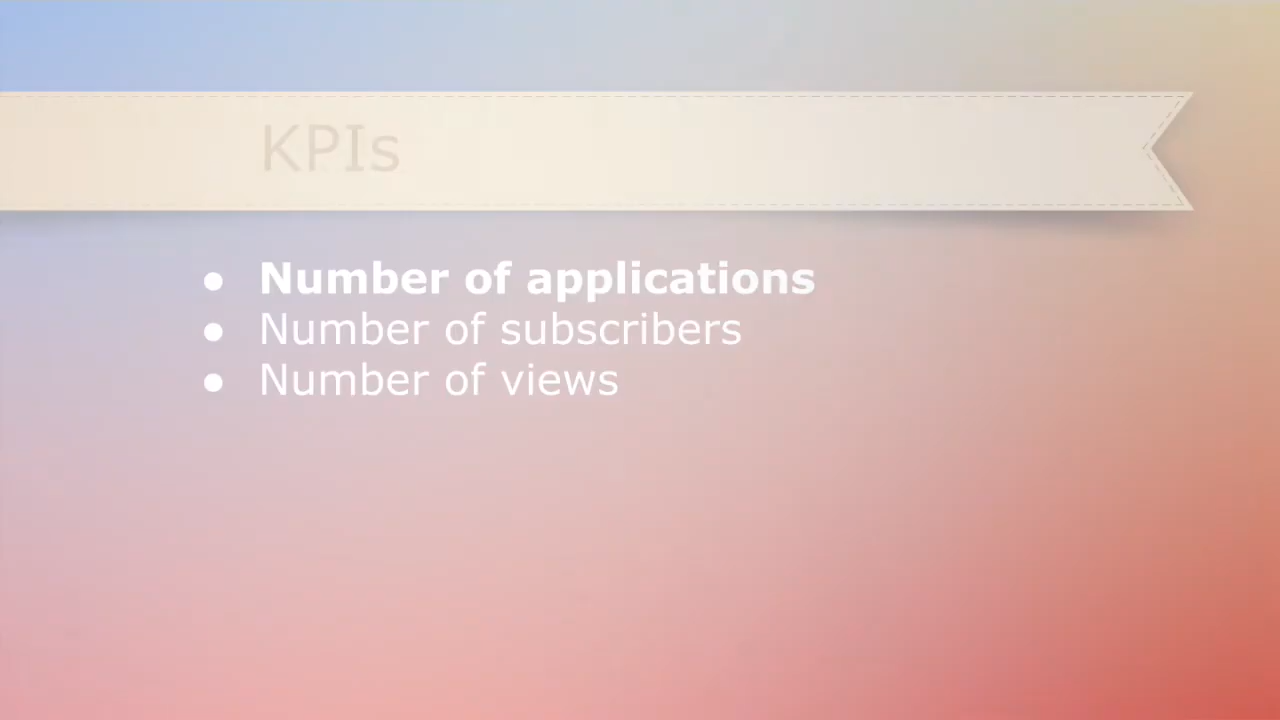 KPIs
● Number of applications
● Number of subscribers
● Number of views